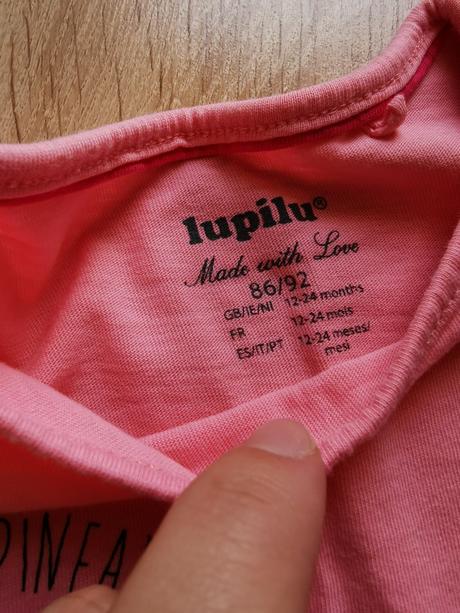 lupilu®
Made with Love
86/92
GB/IE/NI 12-24 months
FR 12-24 mois
ES/IT/PT 12-24 meses/
mesi
PINEA